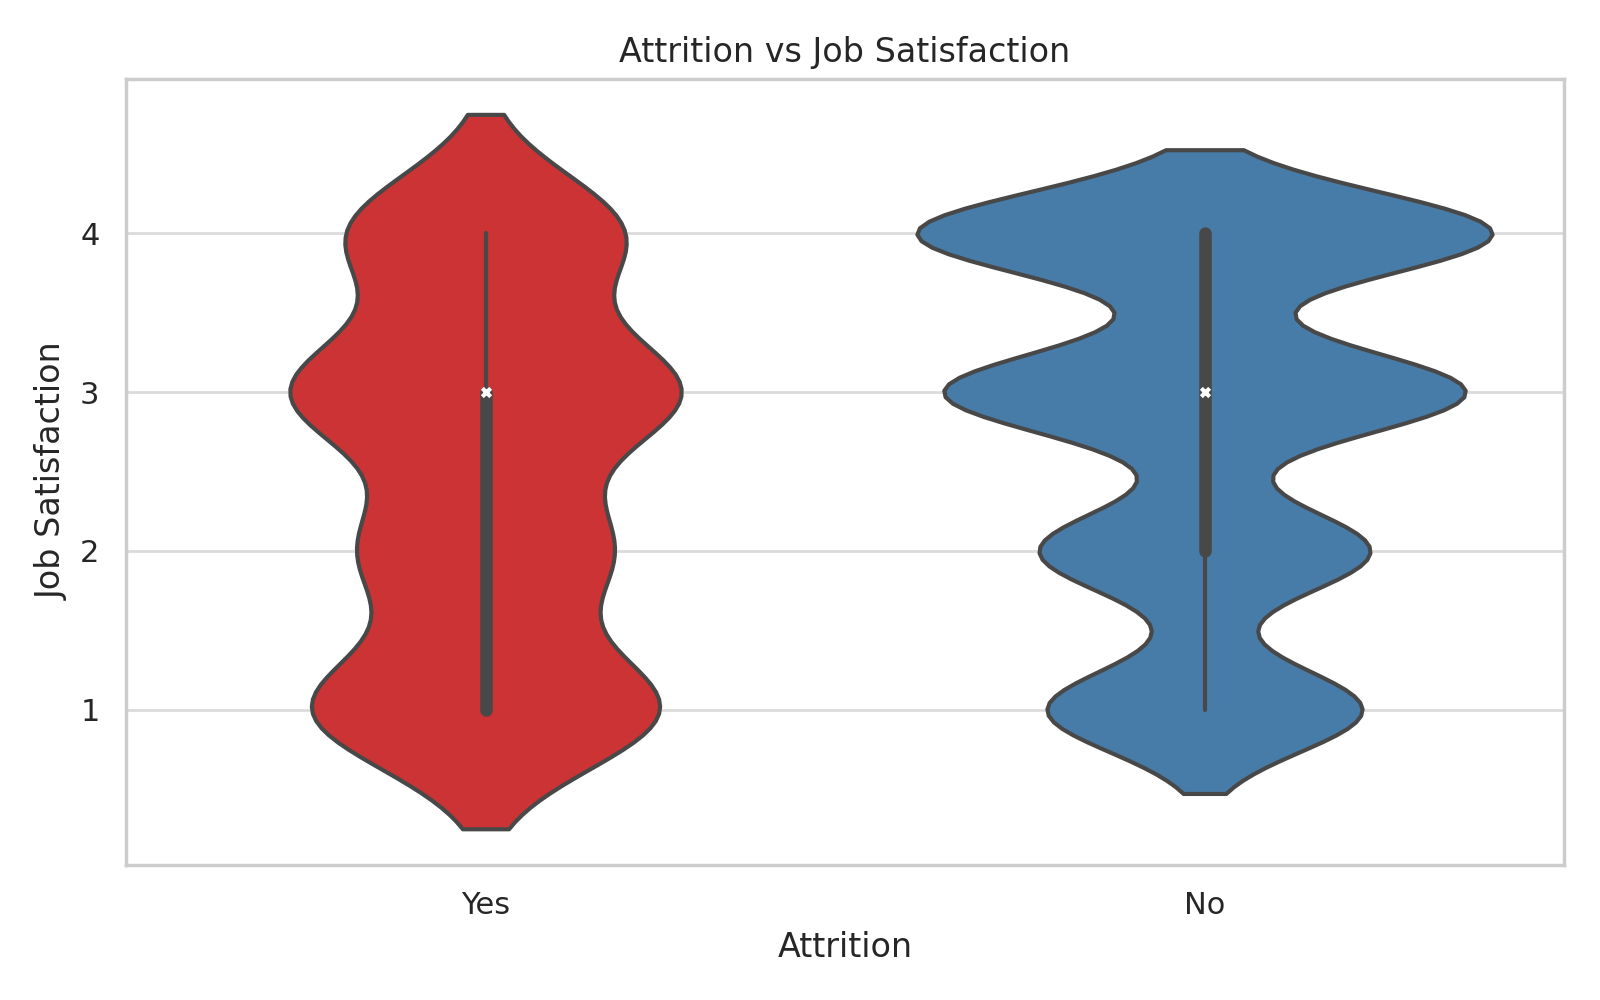 Attrition vs Job Satisfaction
Job Satisfaction
4
3
2
1
Yes
No
Attrition